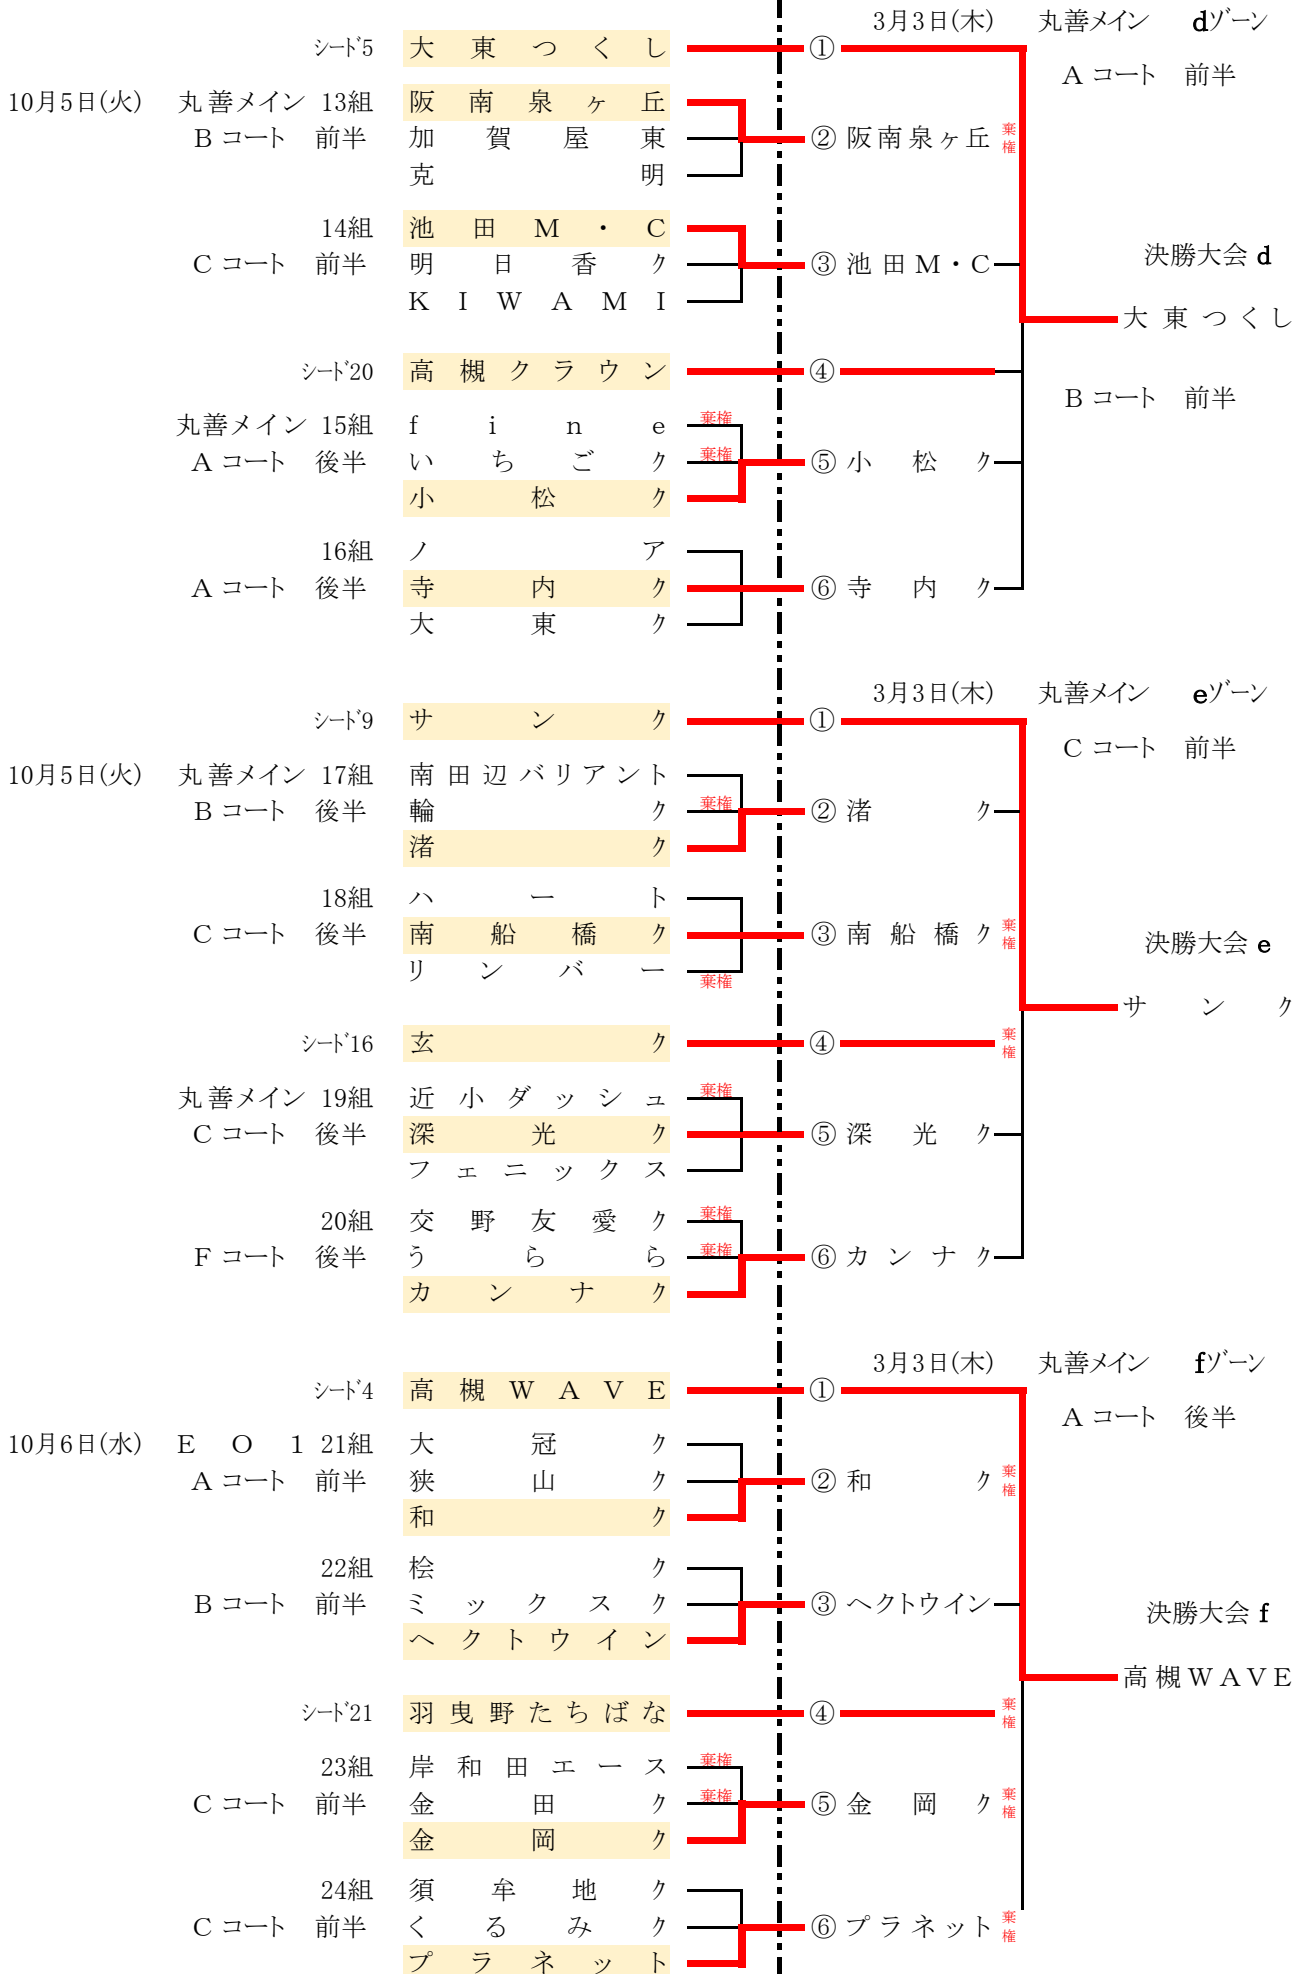 3月3日(木) 丸善メイン dゾーン
シード5 大東つくし ①
Aコート 前半
10月5日(火) 丸善メイン 13組 阪南泉ヶ丘
Bコート 前半 加賀屋東 ② 阪南泉ヶ丘 棄権
克明
14組 池田M・C
決勝大会 d
Cコート 前半 明日香ク ③ 池田M・C
KIWAMI
大東つくし
シード20 高槻クラウン ④
Bコート 前半
丸善メイン 15組 fine 棄権
Aコート 後半 いちごク 棄権 ⑤ 小松ク
小松ク
16組 ノア
Aコート 後半 寺内ク ⑥ 寺内ク
大東ク
3月3日(木) 丸善メイン eゾーン
シード9 サンク ①
Cコート 前半
10月5日(火) 丸善メイン 17組 南田辺バリアント
Bコート 後半 輪ク 棄権 ② 渚ク
渚ク
18組 ハート
Cコート 後半 南船橋ク ③ 南船橋ク 棄権
決勝大会 e
リンバー 棄権
サンク
シード16 玄ク ④ 棄権
丸善メイン 19組 近小ダッシュ 棄権
Cコート 後半 深光ク ⑤ 深光ク
フェニックス
20組 交野友愛ク 棄権
Fコート 後半 うらら 棄権 ⑥ カンナク
カンナク
3月3日(木) 丸善メイン fゾーン
シード4 高槻WAVE ①
Aコート 後半
10月6日(水) EO1 21組 大冠ク
Aコート 前半 狭山ク ② 和ク 棄権
和ク
22組 桧ク
Bコート 前半 ミックスク ③ ヘクトウイン
決勝大会 f
ヘクトウイン
高槻WAVE
シード21 羽曳野たちばな ④ 棄権
23組 岸和田エース 棄権
Cコート 前半 金田ク 棄権 ⑤ 金岡ク 棄権
金岡ク
24組 須牟地ク
Cコート 前半 くるみク ⑥ プラネット 棄権
プラネット